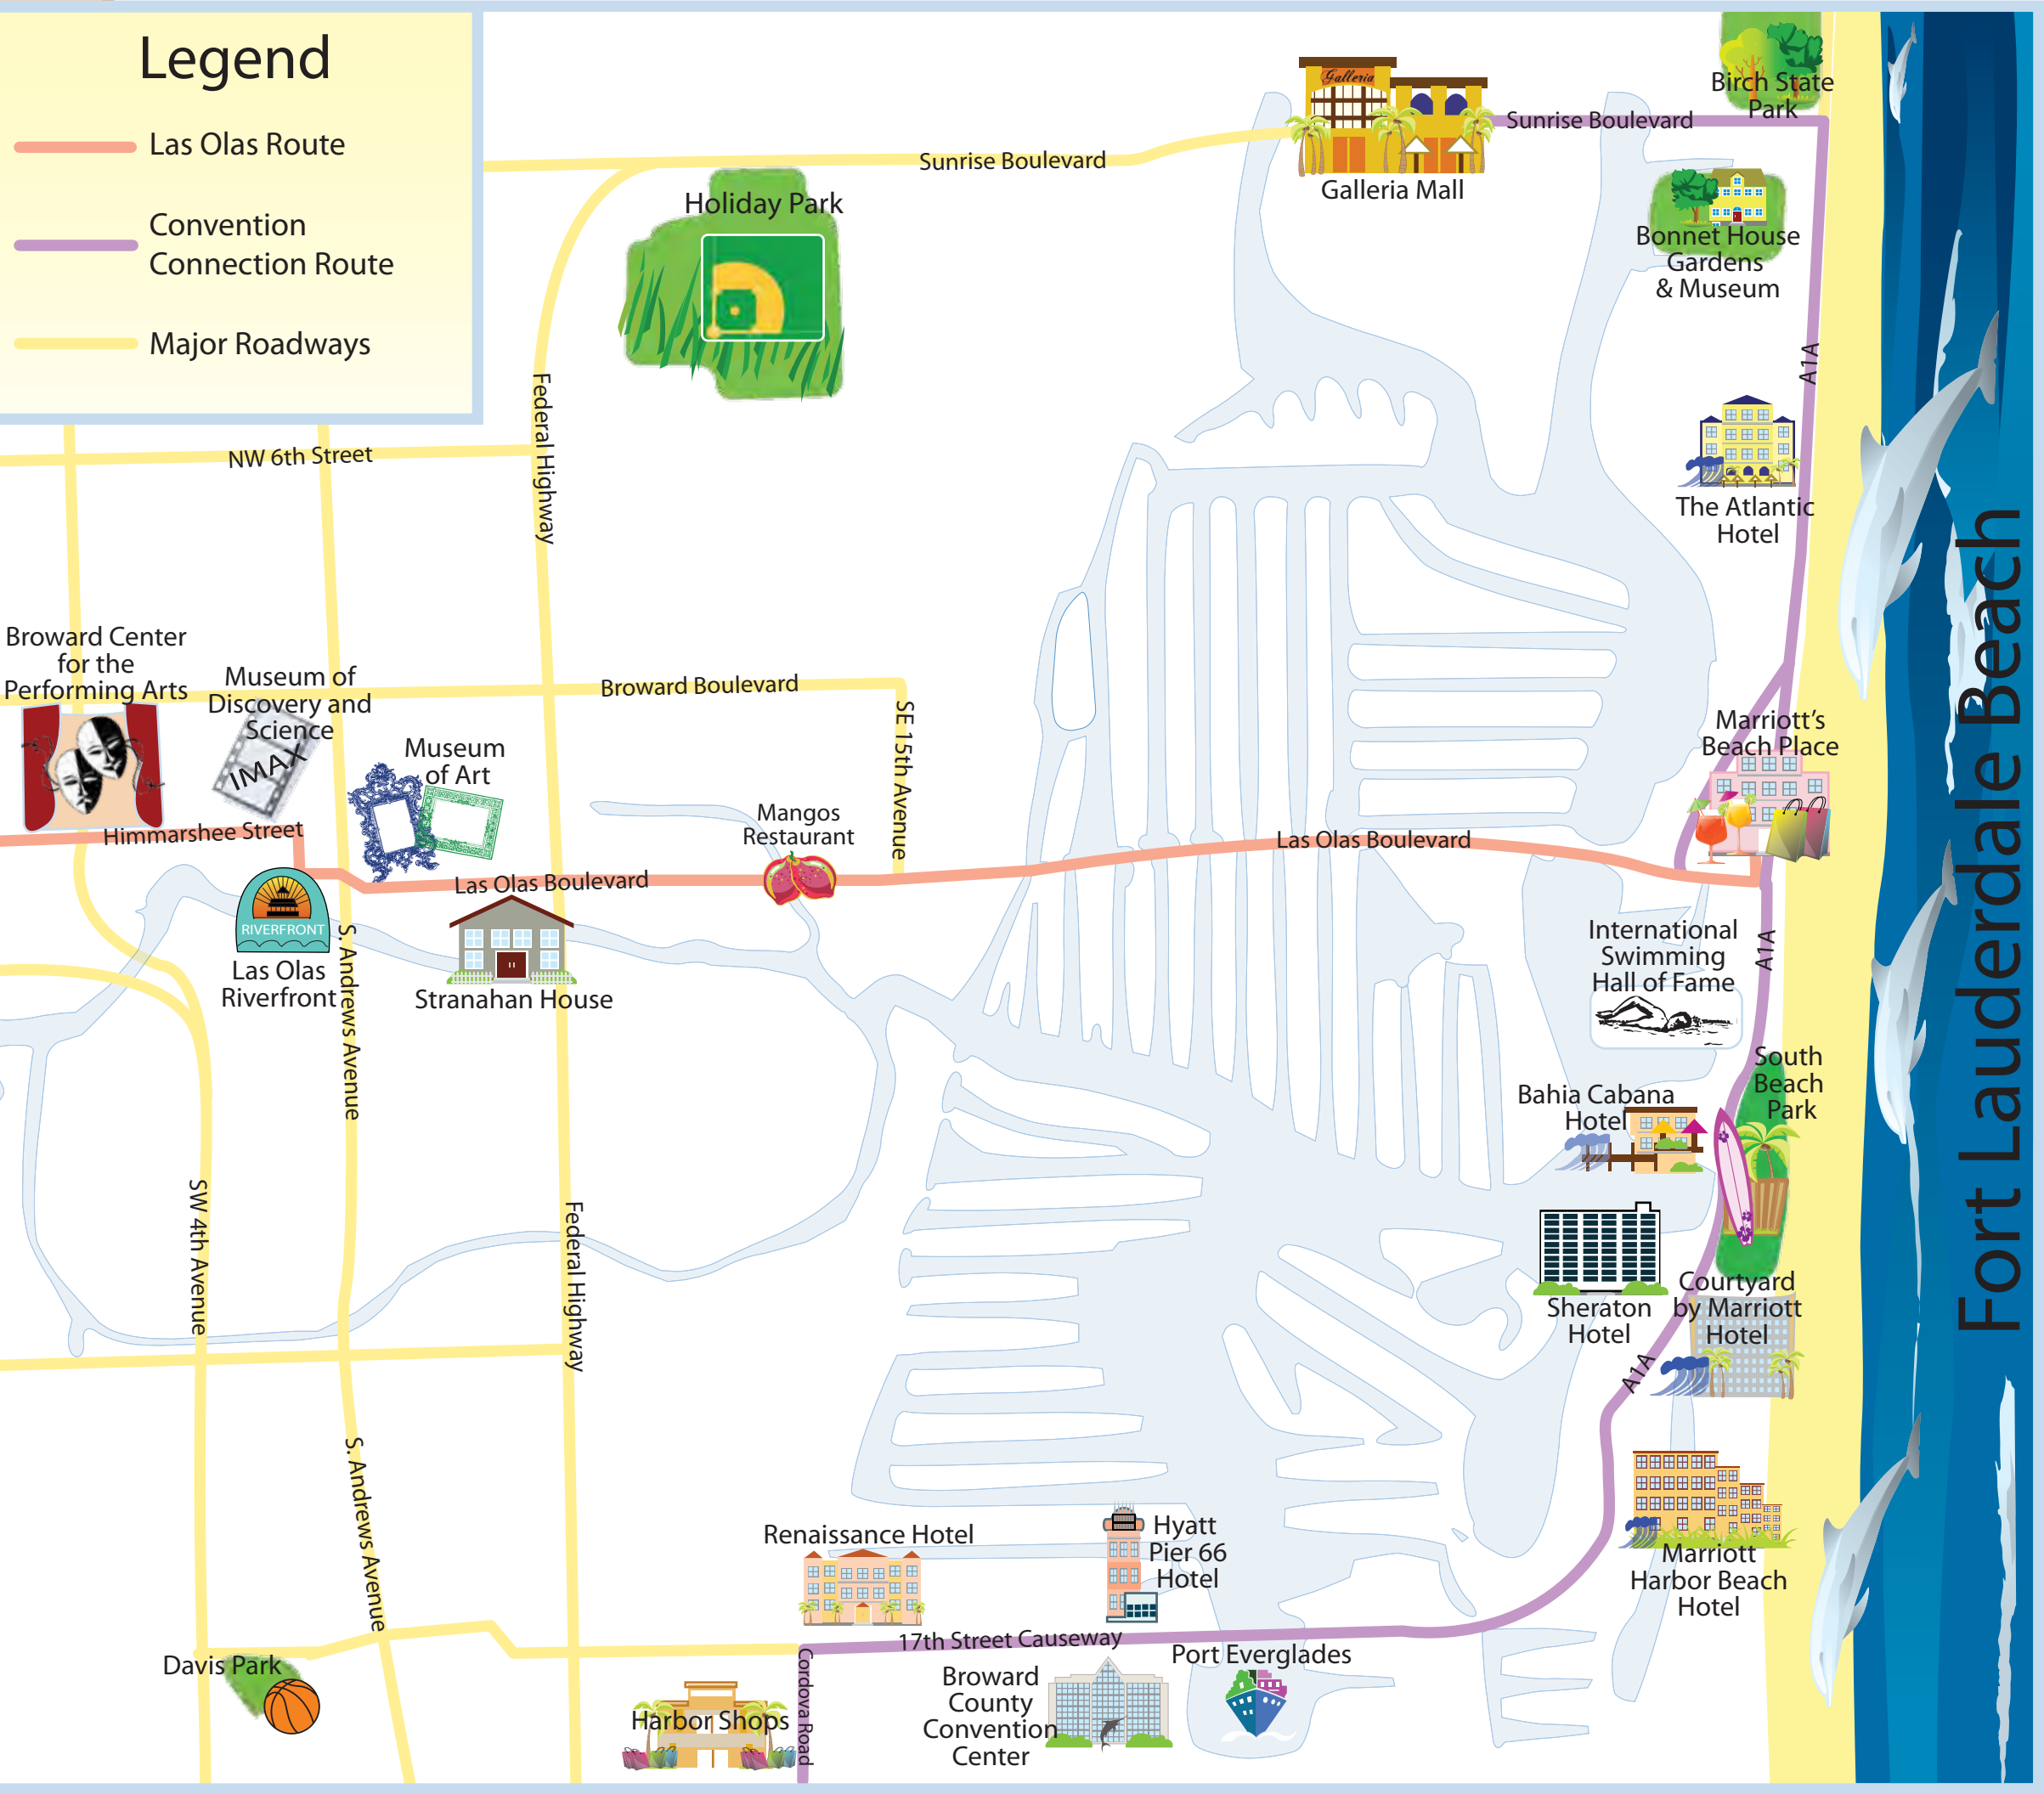 Legend
Las Olas Route
Convention
Connection Route
Major Roadways
Galleria
Galleria Mall
Sunrise Boulevard
Birch State
Park
Sunrise Boulevard
Holiday Park
Bonnet House
Gardens
& Museum
A1A
Federal Highway
NW 6th Street
The Atlantic
Hotel
Fort Lauderdale Beach
Broward Center
for the
Performing Arts
Museum of
Discovery and
Science
IMAX
Museum
of Art
Broward Boulevard
SE 15th Avenue
Marriott's
Beach Place
Mangos
Restaurant
Himmarshee Street
Las Olas Boulevard
Las Olas Boulevard
RIVERFRONT
Las Olas
Riverfront
S. Andrews Avenue
Stranahan House
International
Swimming
Hall of Fame
A1A
South
Beach
Park
Bahia Cabana
Hotel
SW 4th Avenue
Federal Highway
Sheraton
Hotel
Courtyard
by Marriott
Hotel
A1A
S. Andrews Avenue
Renaissance Hotel
Hyatt
Pier 66
Hotel
Marriott
Harbor Beach
Hotel
17th Street Causeway
Davis Park
Harbor Shops
Cordova Road
Broward
County
Convention
Center
Port Everglades